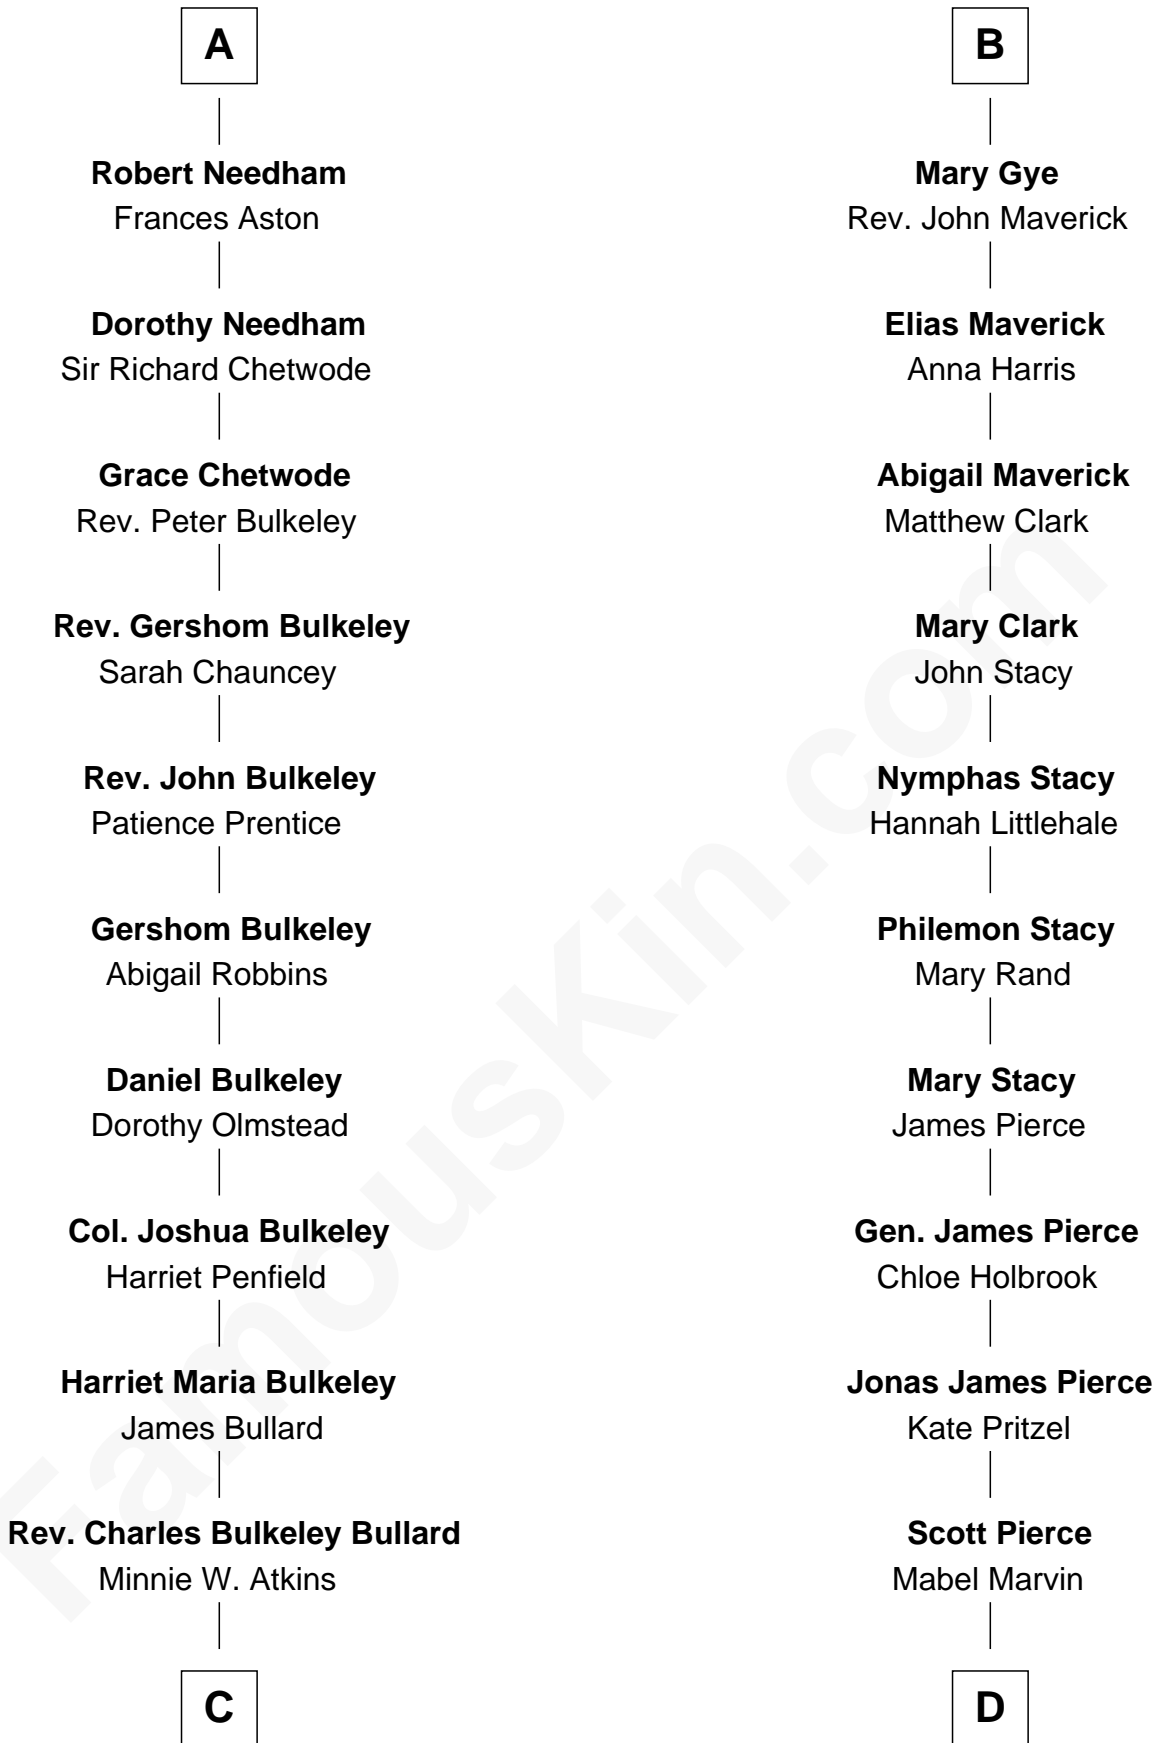 A
Robert Needham
Frances Aston
Dorothy Needham
Sir Richard Chetwode
Grace Chetwode
Rev. Peter Bulkeley
Rev. Gershom Bulkeley
Sarah Chauncey
Rev. John Bulkeley
Patience Prentice
Gershom Bulkeley
Abigail Robbins
Daniel Bulkeley
Dorothy Olmstead
Col. Joshua Bulkeley
Harriet Penfield
Harriet Maria Bulkeley
James Bullard
Rev. Charles Bulkeley Bullard
Minnie W. Atkins
C
B
Mary Gye
Rev. John Maverick
Elias Maverick
Anna Harris
Abigail Maverick
Matthew Clark
Mary Clark
John Stacy
Nymphas Stacy
Hannah Littlehale
Philemon Stacy
Mary Rand
Mary Stacy
James Pierce
Gen. James Pierce
Chloe Holbrook
Jonas James Pierce
Kate Pritzel
Scott Pierce
Mabel Marvin
D
FamousKin.com